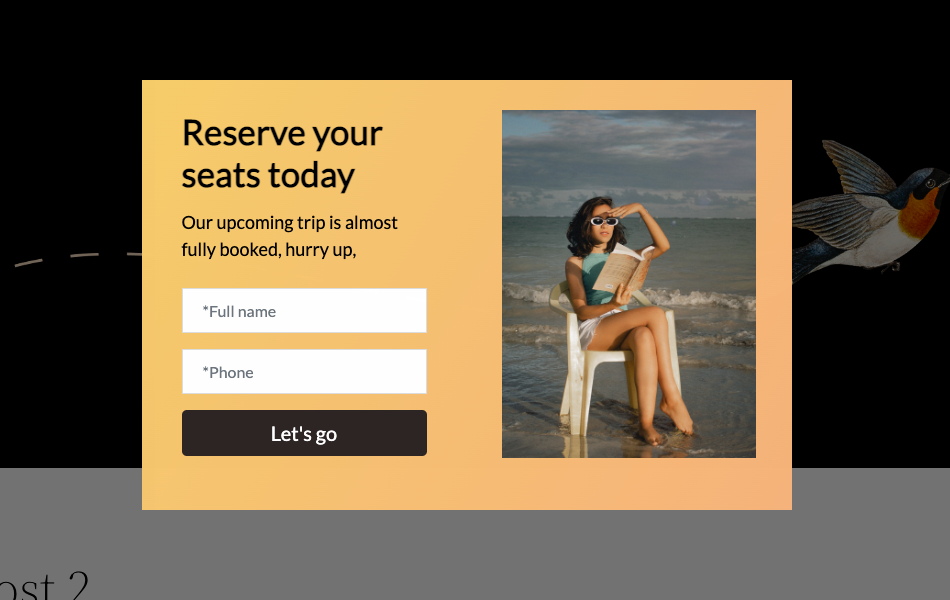 Reserve your
seats today
Our upcoming trip is almost
fully booked, hurry up,
*Full name
*Phone
Let's go
ost 2